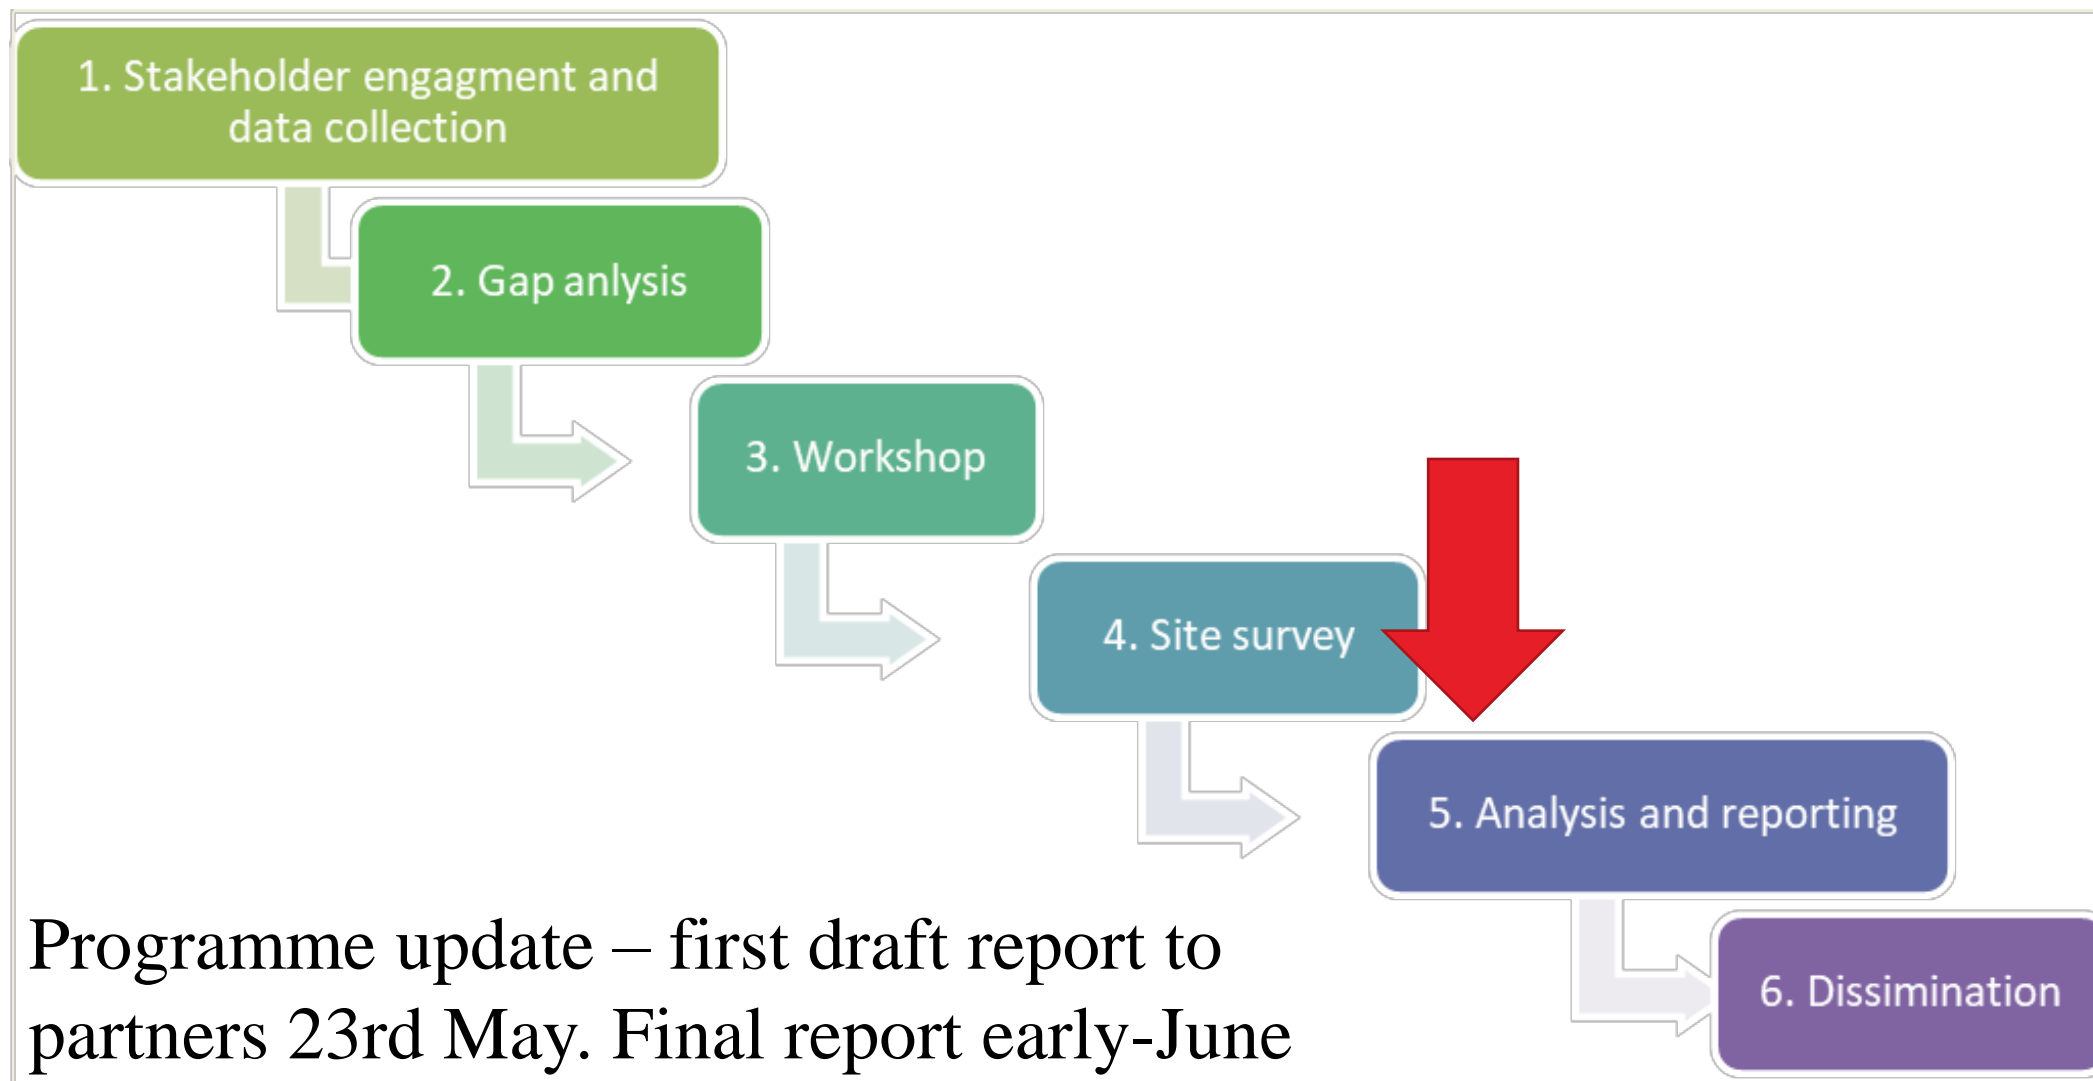 1. Stakeholder engagment and
data collection
2. Gap anlysis
3. Workshop
4. Site survey
5. Analysis and reporting
6. Dissimination
Programme update – first draft report to
partners 23rd May. Final report early-June